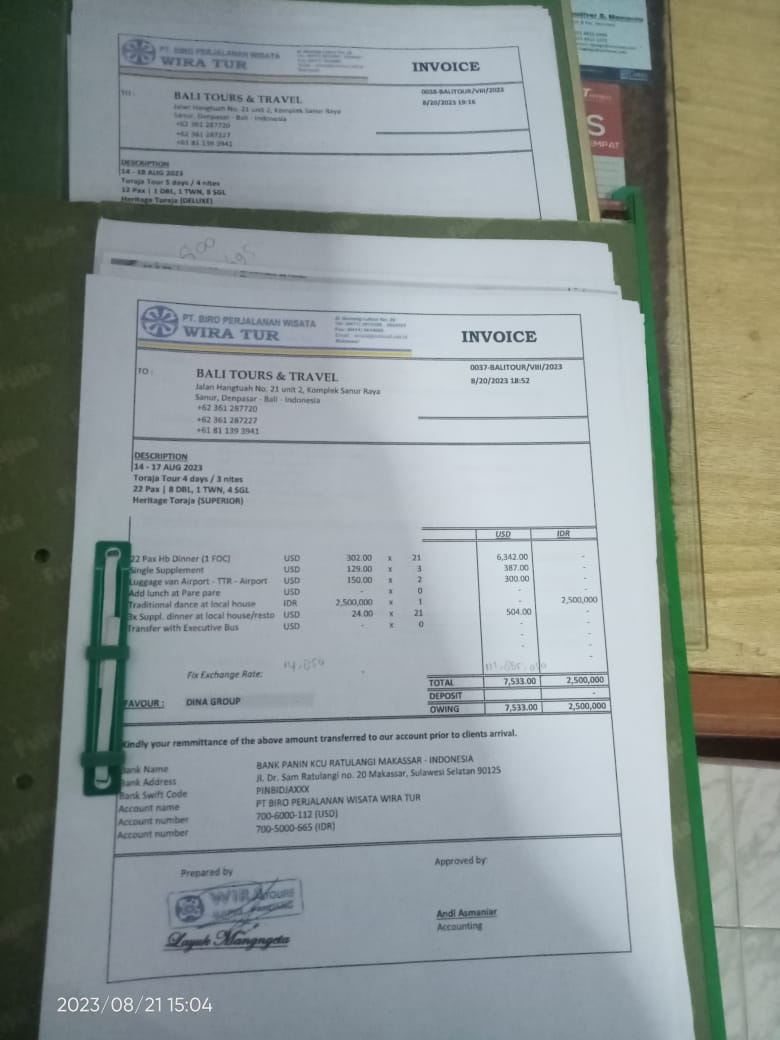 PT. BIRO PERJALANAN WISATA
WIRA TUR
INVOICE
TO :
BALI TOURS & TRAVEL
Jalan Hangtuah No. 21 unit 2, Komplek Sanur Raya
Sanur, Denpasar - Bali - Indonesia
+62 361 287720
+62 361 287227
+61 81 139 3941
0038-BALITOUR/VIII/2023
8/20/2023 19:16
DESCRIPTION
14 - 18 AUG 2023
Toraja Tour 5 days / 4 nites
12 Pax | 1 DBL, 1 TWN, 8 SGL
Heritage Toraja (DELUXE)
S
EMPAT
PT. BIRO PERJALANAN WISATA
WIRA TUR
INVOICE
TO :
BALI TOURS & TRAVEL
Jalan Hangtuah No. 21 unit 2, Komplek Sanur Raya
Sanur, Denpasar - Bali - Indonesia
+62 361 287720
+62 361 287227
+61 81 139 3941
0037-BALITOUR/VIII/2023
8/20/2023 18:52
DESCRIPTION
14 - 17 AUG 2023
Toraja Tour 4 days / 3 nites
22 Pax | 8 DBL, 1 TWN, 4 SGL
Heritage Toraja (SUPERIOR)
USD IDR
22 Pax Hb Dinner (1 FOC) USD 302.00 x 21 6,342.00 -
Single Supplement USD 129.00 x 3 387.00 -
Luggage van Airport - TTR - Airport USD 150.00 x 2 300.00 -
Add lunch at Pare pare USD - x 0 - -
Traditional dance at local house IDR 2,500,000 x 1 - 2,500,000
3x Suppl. dinner at local house/resto USD 24.00 x 21 504.00 -
Transfer with Executive Bus USD - x 0 - -
Fix Exchange Rate: -
TOTAL 7,533.00 2,500,000
DEPOSIT -
FAVOUR : DINA GROUP
OWING 7,533.00 2,500,000
Kindly your remmittance of the above amount transferred to our account prior to clients arrival.
Bank Name BANK PANIN KCU RATULANGI MAKASSAR - INDONESIA
Bank Address Jl. Dr. Sam Ratulangi no. 20 Makassar, Sulawesi Selatan 90125
Bank Swift Code PINBIDJAXXX
Account name PT BIRO PERJALANAN WISATA WIRA TUR
Account number 700-6000-112 (USD)
Account number 700-5000-665 (IDR)
Prepared by
Approved by:
WIRA TOURS
Layuk Mangngeta
Andi Asmaniar
Accounting
2023/08/21 15:04